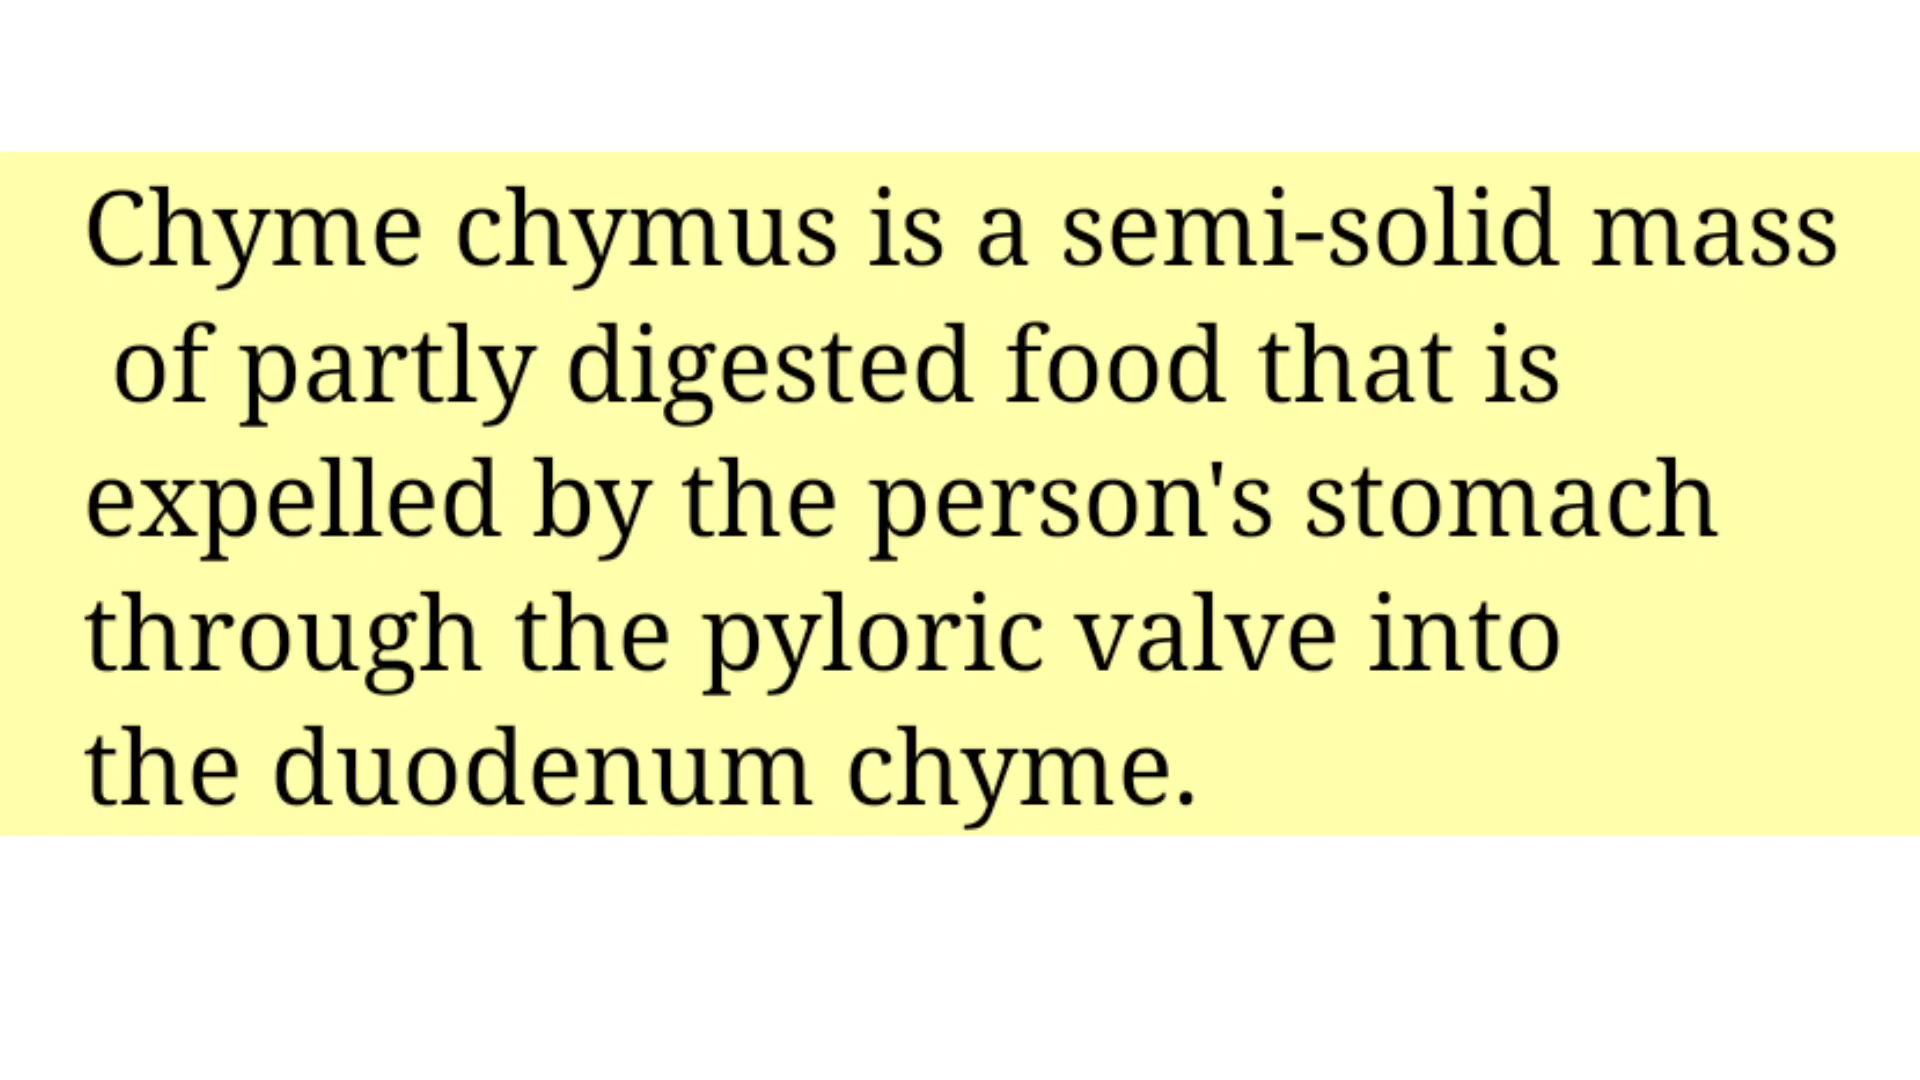 Chyme chymus is a semi-solid mass
of partly digested food that is
expelled by the person's stomach
through the pyloric valve into
the duodenum chyme.